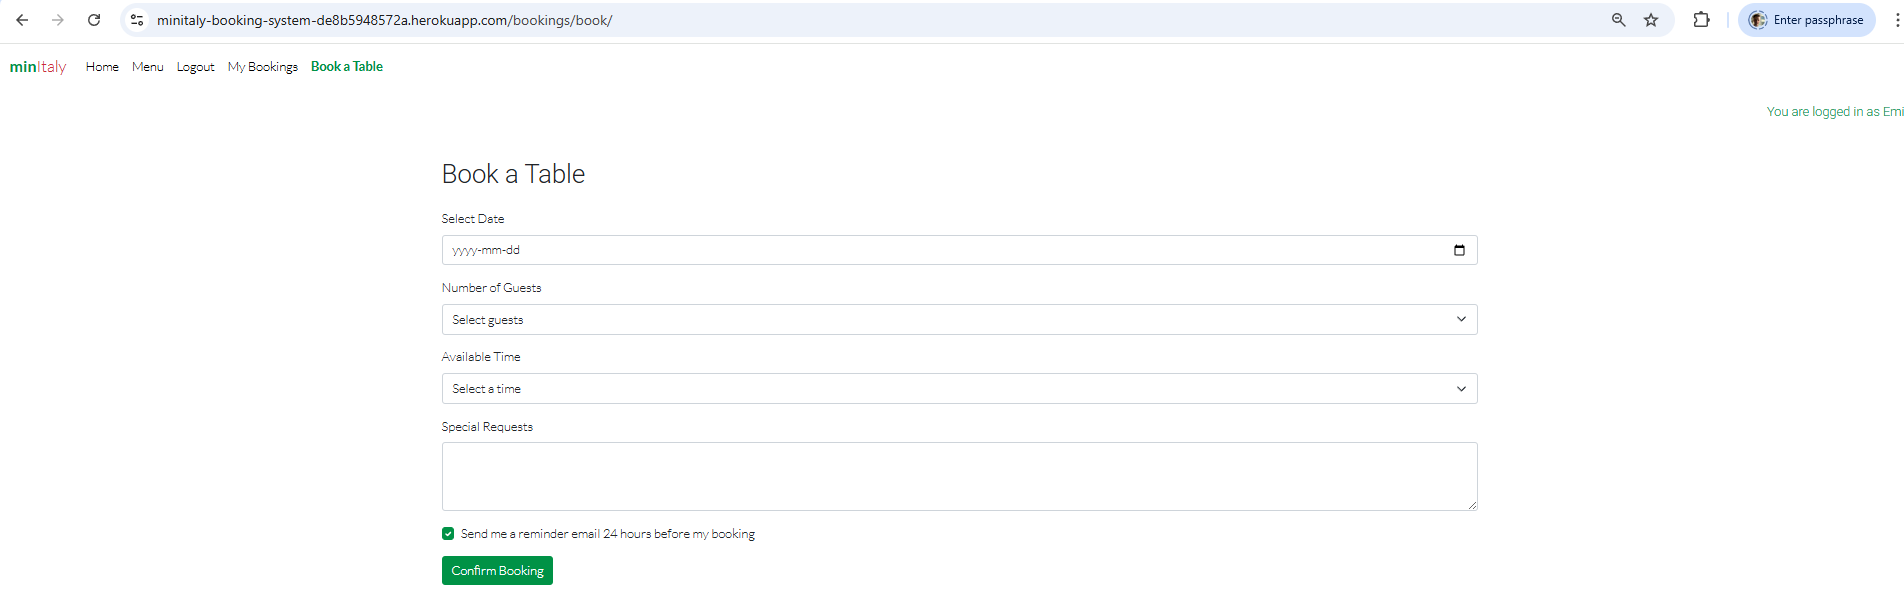 minitaly-booking-system-de8b5948572a.herokuapp.com/bookings/book/ Enter passphrase
minItaly Home Menu Logout My Bookings Book a Table
You are logged in as Emi
Book a Table
Select Date
yyyy-mm-dd
Number of Guests
Select guests
Available Time
Select a time
Special Requests
Send me a reminder email 24 hours before my booking
Confirm Booking